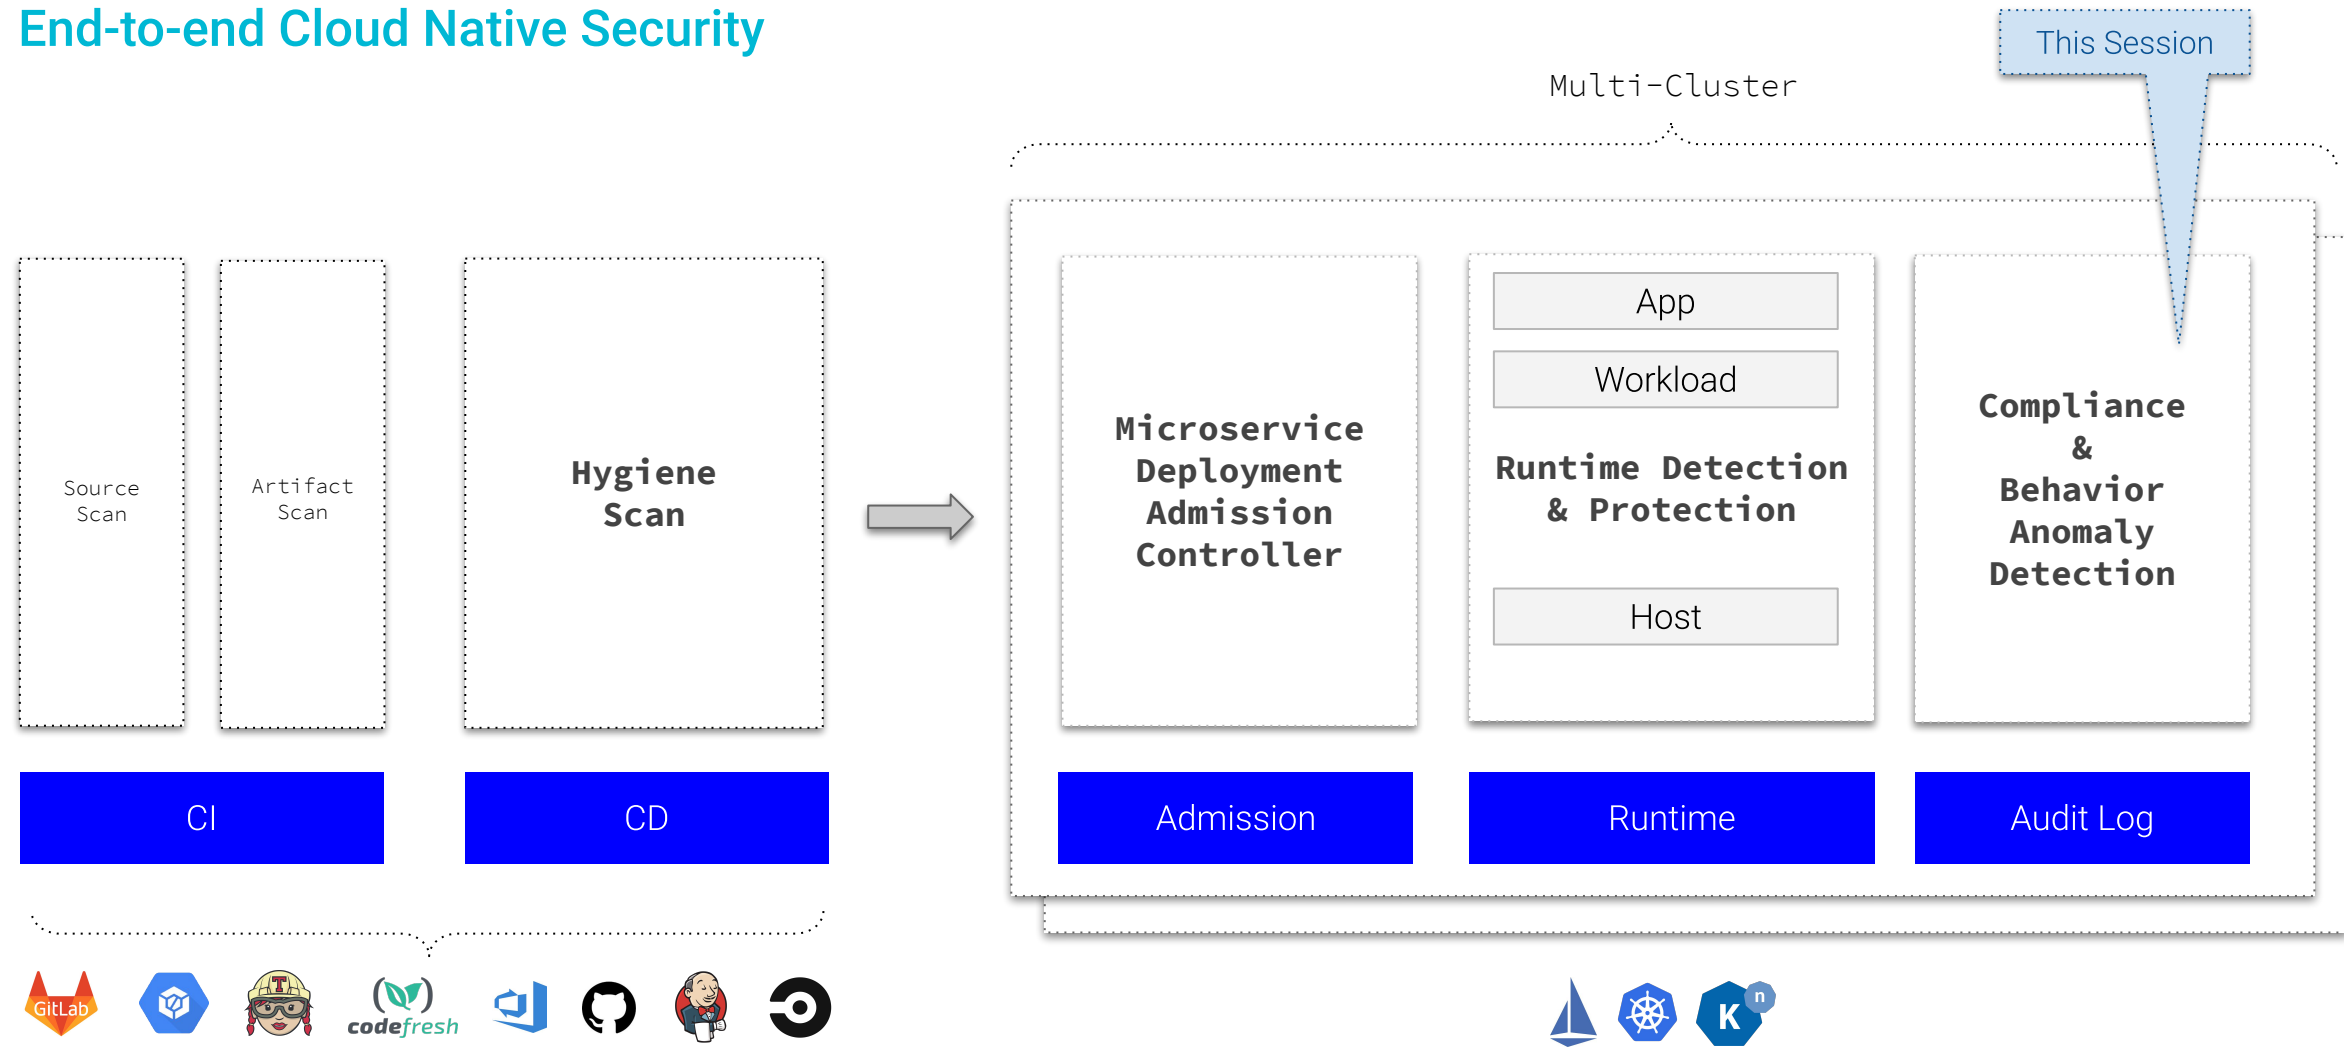 End-to-end Cloud Native Security
This Session
Multi-Cluster
Source
Scan
Artifact
Scan
Hygiene
Scan
Microservice
Deployment
Admission
Controller
App
Workload
Runtime Detection
& Protection
Host
Compliance
&
Behavior
Anomaly
Detection
CI
CD
Admission
Runtime
Audit Log
GitLab
T
codefresh
K
n